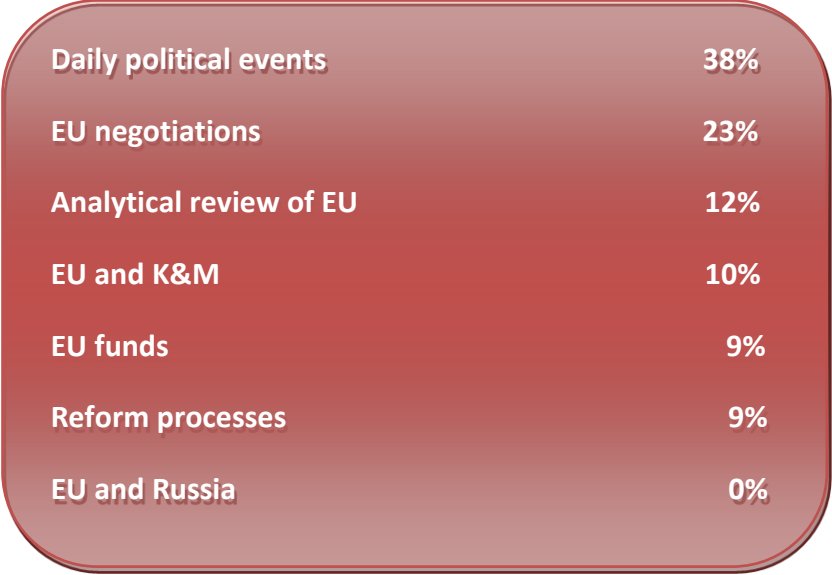 Daily political events 38%
EU negotiations 23%
Analytical review of EU 12%
EU and K&M 10%
EU funds 9%
Reform processes 9%
EU and Russia 0%